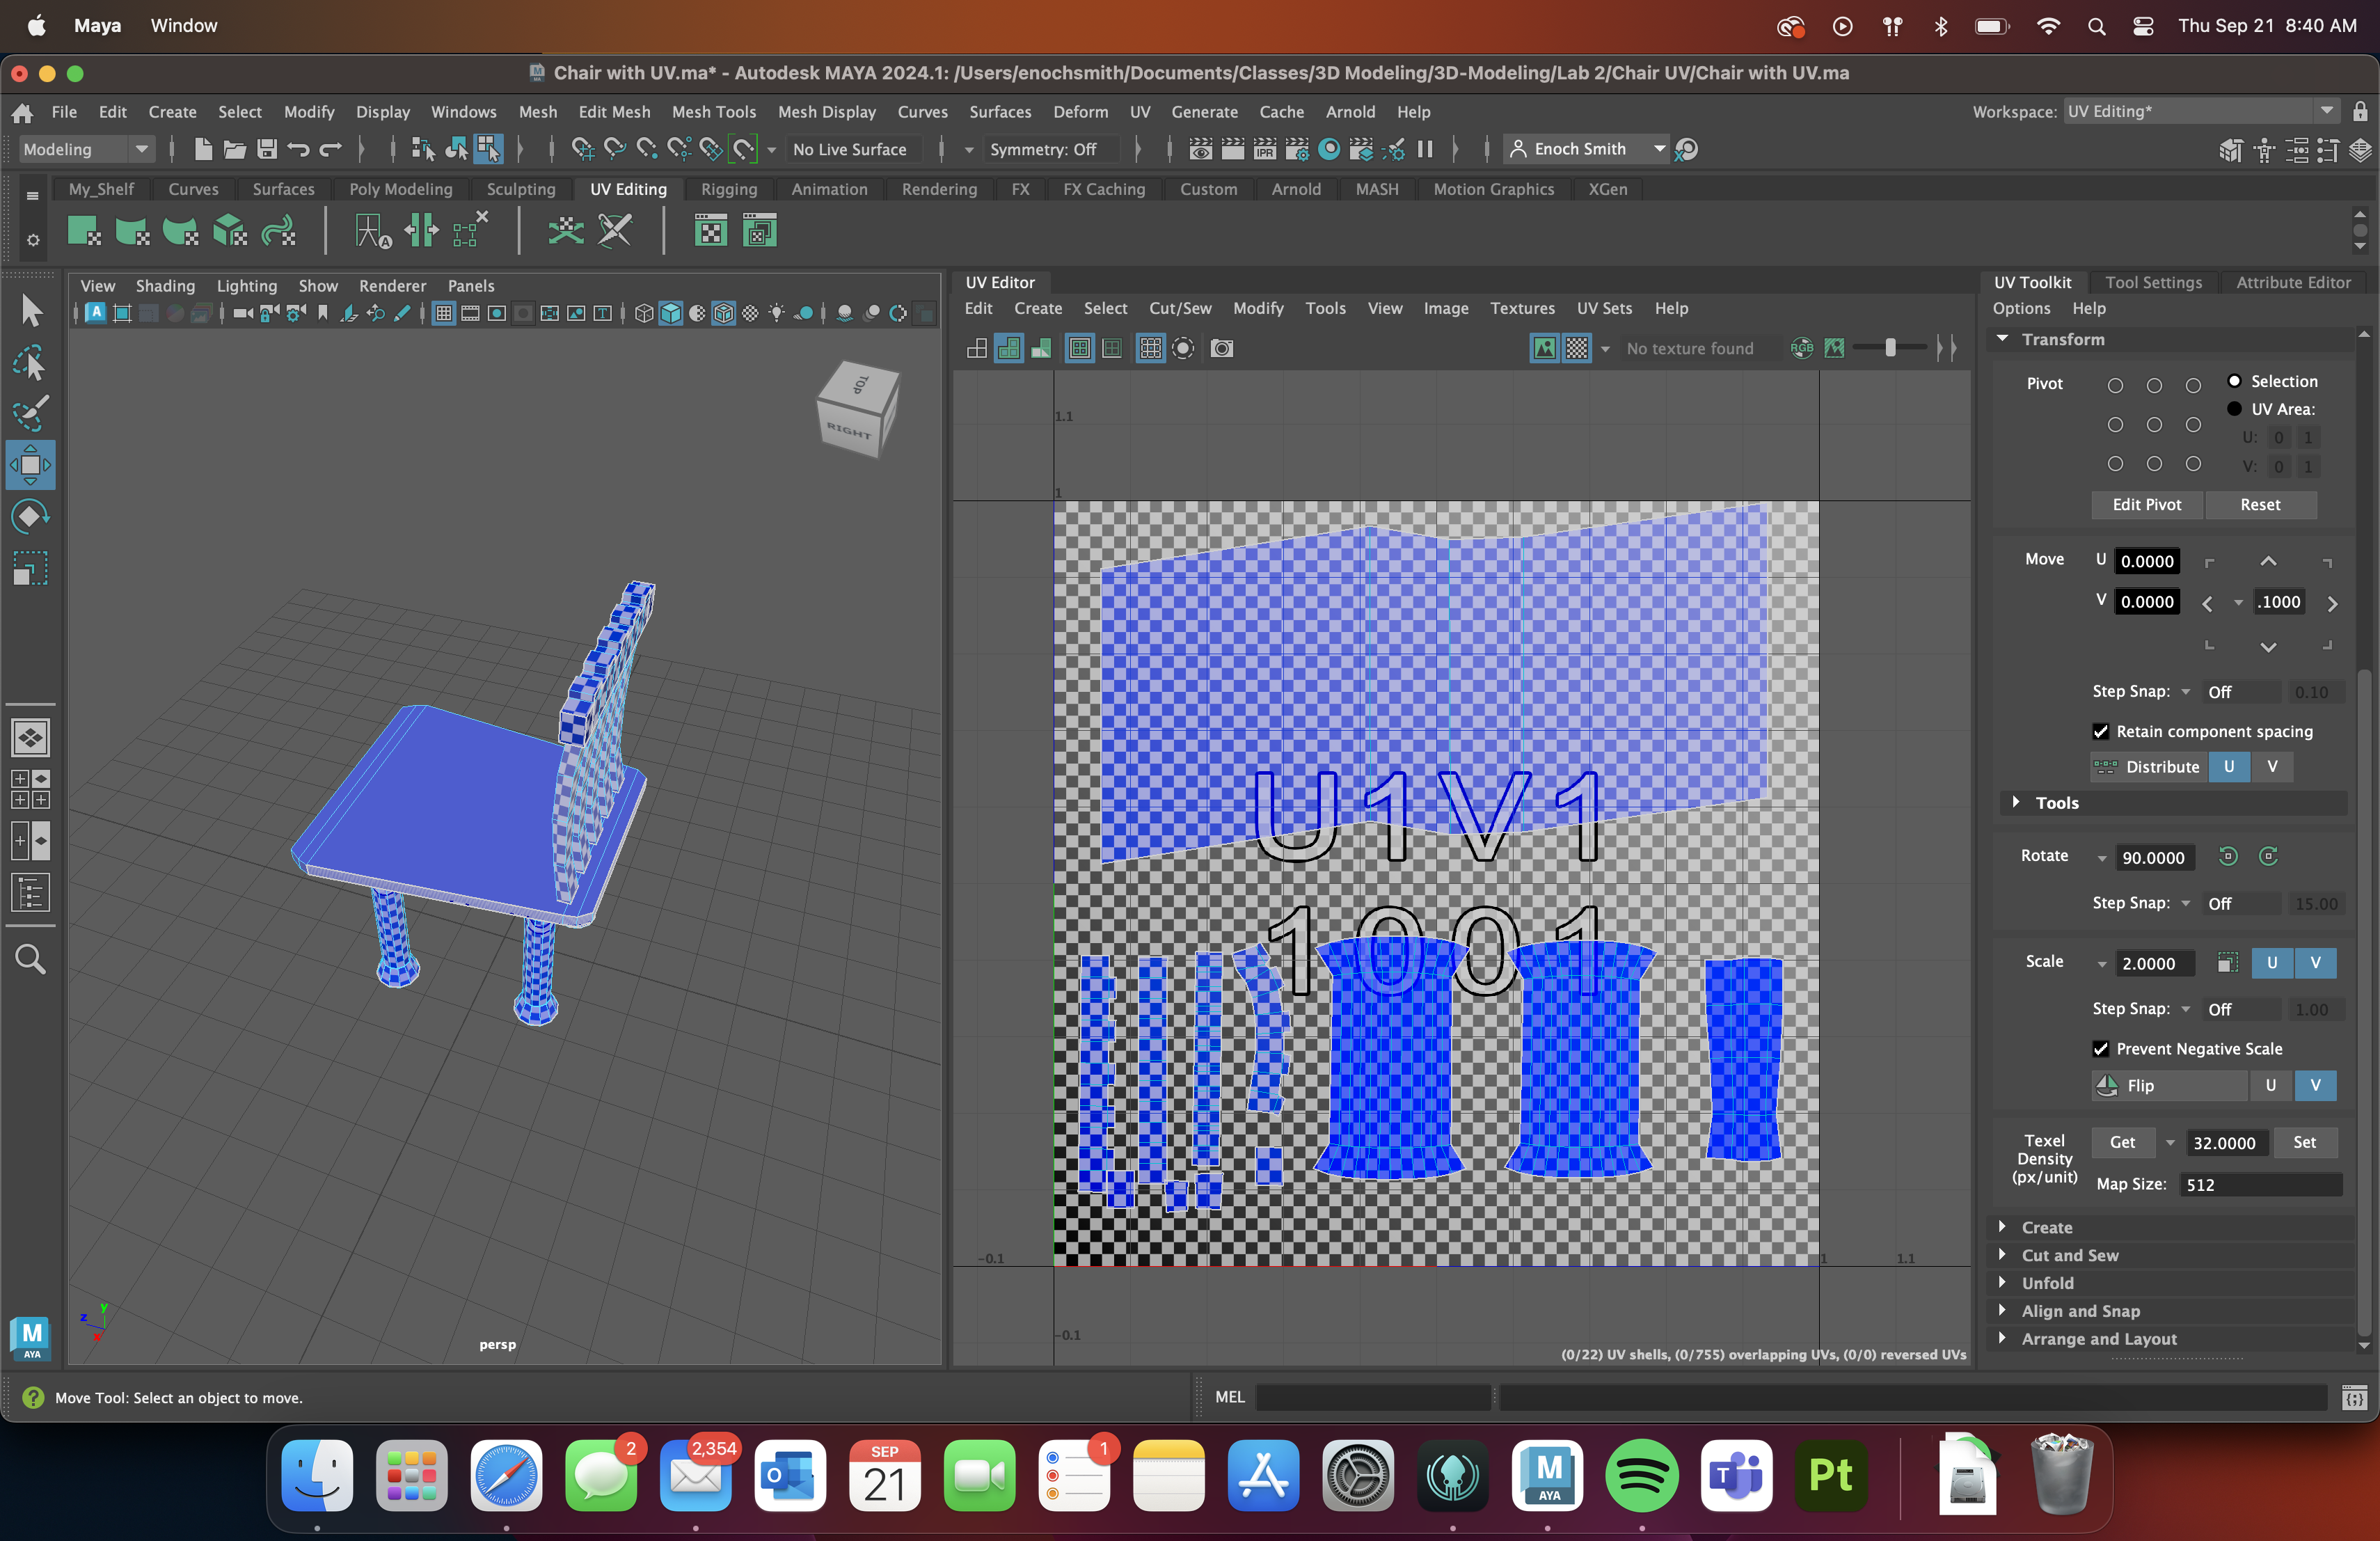 Maya Window Thu Sep 21 8:40 AM
Chair with UV.ma* - Autodesk MAYA 2024.1: /Users/enochsmith/Documents/Classes/3D Modeling/3D-Modeling/Lab 2/Chair UV/Chair with UV.ma
File Edit Create Select Modify Display Windows Mesh Edit Mesh Mesh Tools Mesh Display Curves Surfaces Deform UV Generate Cache Arnold Help Workspace: UV Editing*
Modeling No Live Surface Symmetry: Off IPR Enoch Smith
My_Shelf Curves Surfaces Poly Modeling Sculpting UV Editing Rigging Animation Rendering FX FX Caching Custom Arnold MASH Motion Graphics XGen
View Shading Lighting Show Renderer Panels
TOP
RIGHT
z y x
persp
UV Editor
Edit Create Select Cut/Sew Modify Tools View Image Textures UV Sets Help
No texture found RGB
1.1
1
U1V1
1001
-0.1 1 1.1
-0.1
(0/22) UV shells, (0/755) overlapping UVs, (0/0) reversed UVs
UV Toolkit Tool Settings Attribute Editor
Options Help
Transform
Pivot Selection
UV Area:
U: 0 1
V: 0 1
Edit Pivot Reset
Move U 0.0000
V 0.0000 .1000
Step Snap: Off 0.10
Retain component spacing
Distribute U V
Tools
Rotate 90.0000
Step Snap: Off 15.00
Scale 2.0000 U V
Step Snap: Off 1.00
Prevent Negative Scale
Flip U V
Texel Density (px/unit) Get 32.0000 Set
Map Size: 512
Create
Cut and Sew
Unfold
Align and Snap
Arrange and Layout
M
AYA
Move Tool: Select an object to move. MEL
2 2,354 SEP 21 1 M AYA Pt